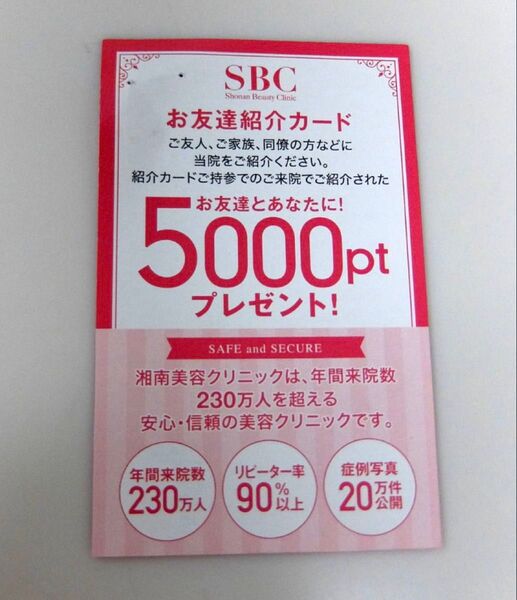 SBC
Shonan Beauty Clinic
お友達紹介カード
ご友人、ご家族、同僚の方などに
当院をご紹介ください。
紹介カードご持参でのご来院でご紹介された
お友達とあなたに!
5000pt
プレゼント!
SAFE and SECURE
湘南美容クリニックは、年間来院数
230万人を超える
安心・信頼の美容クリニックです。
年間来院数
230万人
リピーター率
90%以上
症例写真
20万件公開